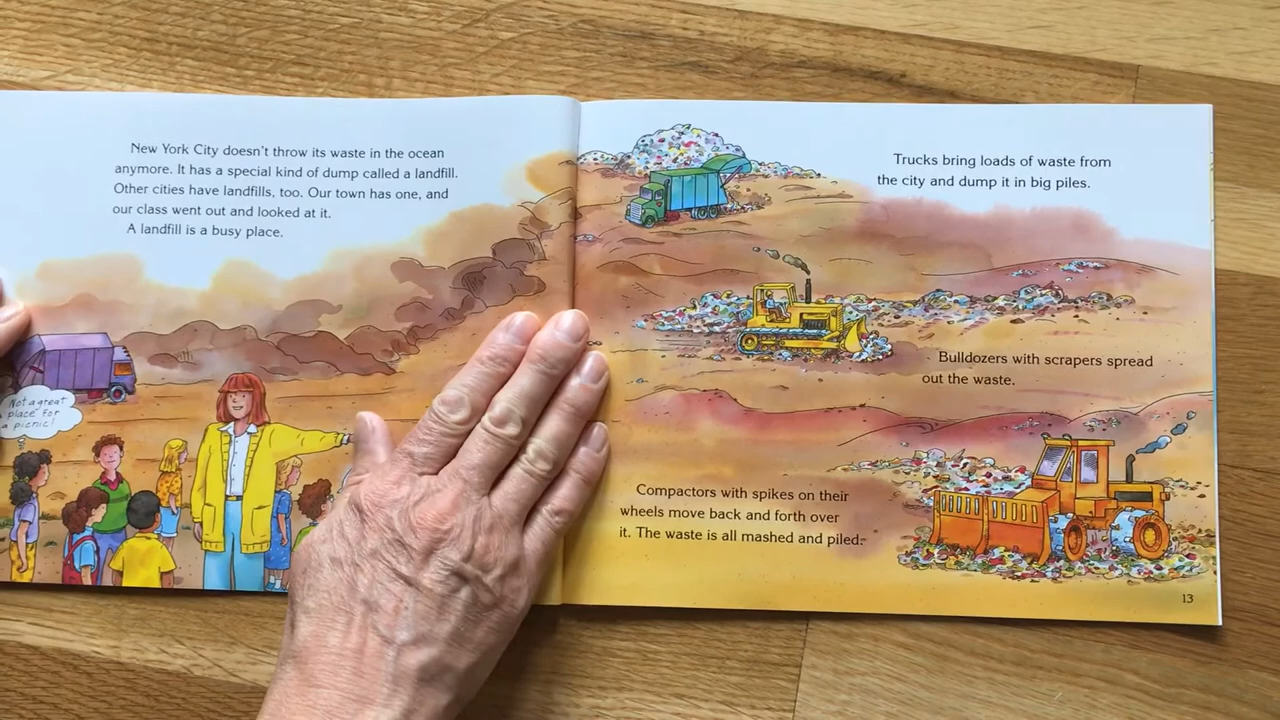 New York City doesn't throw its waste in the ocean
anymore. It has a special kind of dump called a landfill.
Other cities have landfills, too. Our town has one, and
our class went out and looked at it.
A landfill is a busy place.
Not a great
place for
a picnic!
Trucks bring loads of waste from
the city and dump it in big piles.
Bulldozers with scrapers spread
out the waste.
Compactors with spikes on their
wheels move back and forth over
it. The waste is all mashed and piled.
13